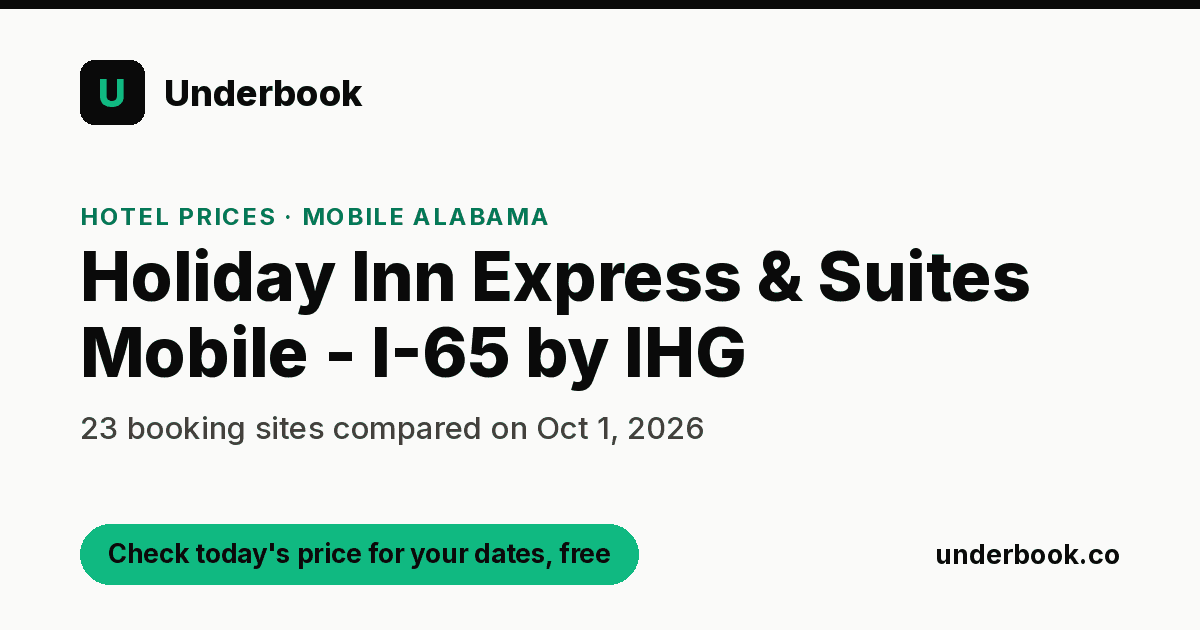 U
Underbook
HOTEL PRICES · MOBILE ALABAMA
Holiday Inn Express & Suites
Mobile - I-65 by IHG
23 booking sites compared on Oct 1, 2026
Check today's price for your dates, free
underbook.co